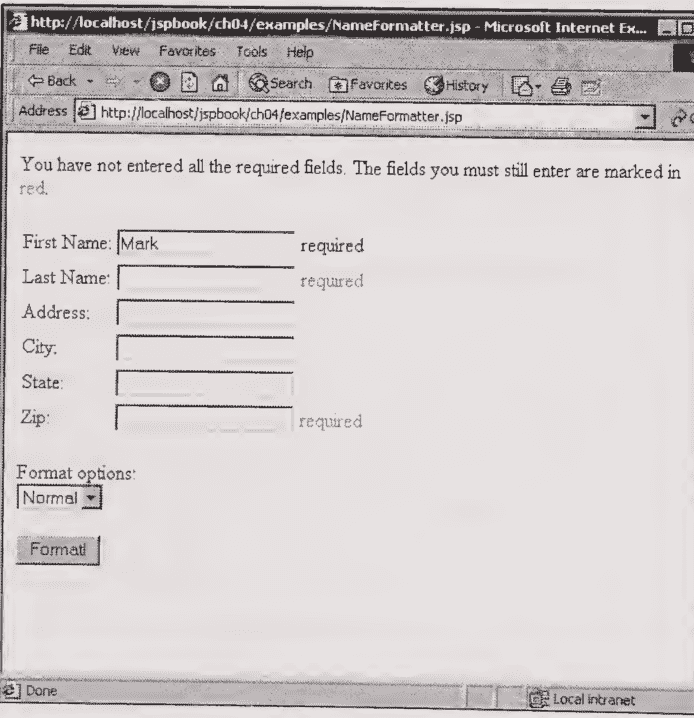 http://localhost/jspbook/ch04/examples/NameFormatter.jsp - Microsoft Internet Ex...
File Edit View Favorites Tools Help
Back Search Favorites History
Address http://localhost/jspbook/ch04/examples/NameFormatter.jsp
You have not entered all the required fields. The fields you must still enter are marked in
red.
First Name: Mark required
Last Name: required
Address:
City:
State:
Zip: required
Format options:
Normal
Format!
Done Local intranet